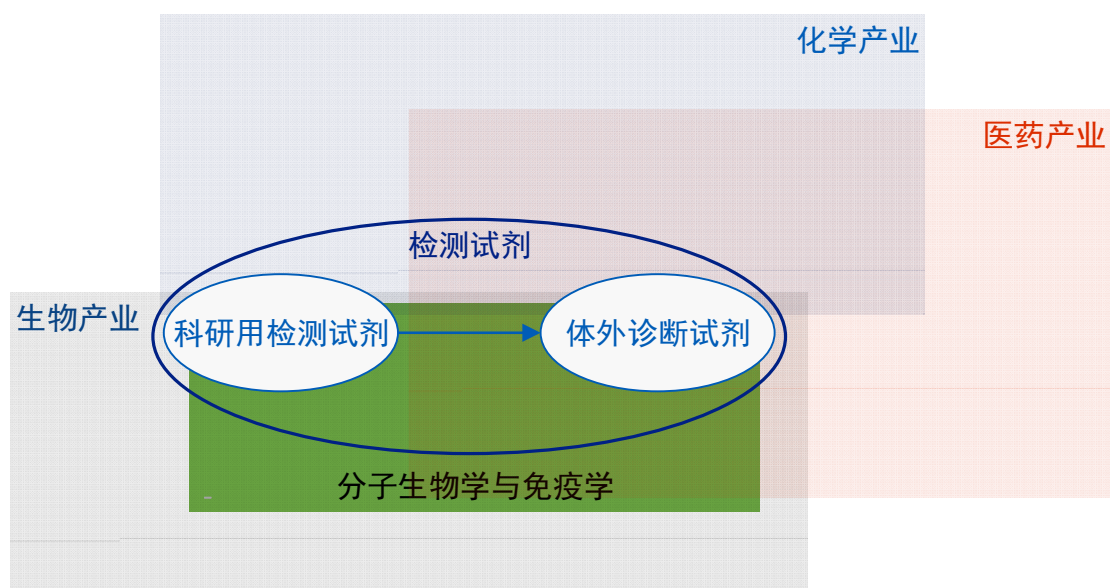 化学产业
医药产业
检测试剂
生物产业
科研用检测试剂
体外诊断试剂
分子生物学与免疫学